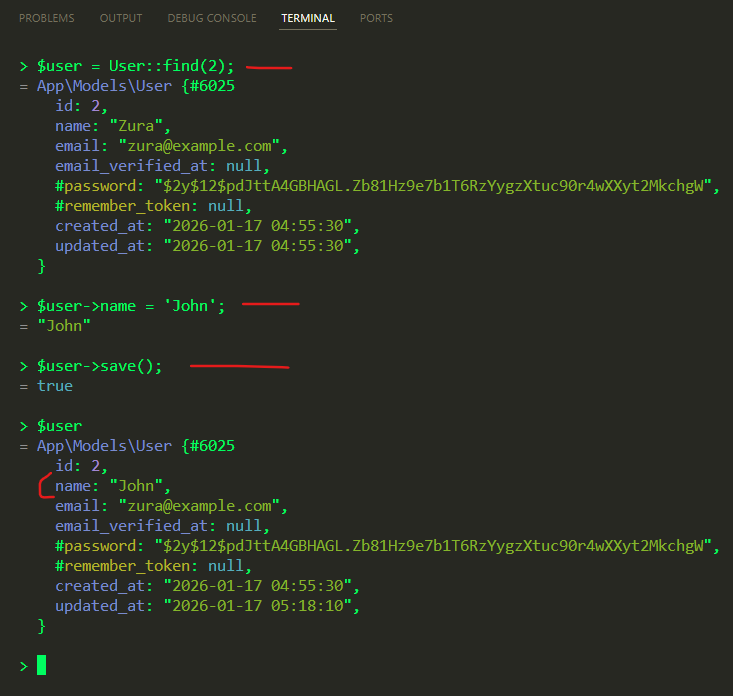 PROBLEMS OUTPUT DEBUG CONSOLE TERMINAL PORTS
> $user = User::find(2);
= App\Models\User {#6025
id: 2,
name: "Zura",
email: "zura@example.com",
email_verified_at: null,
#password: "$2y$12$pdJttA4GBHAGL.Zb81Hz9e7b1T6RzYygzXtuc90r4wXXyt2MkchgW",
#remember_token: null,
created_at: "2026-01-17 04:55:30",
updated_at: "2026-01-17 04:55:30",
}
> $user->name = 'John';
= "John"
> $user->save();
= true
> $user
= App\Models\User {#6025
id: 2,
name: "John",
email: "zura@example.com",
email_verified_at: null,
#password: "$2y$12$pdJttA4GBHAGL.Zb81Hz9e7b1T6RzYygzXtuc90r4wXXyt2MkchgW",
#remember_token: null,
created_at: "2026-01-17 04:55:30",
updated_at: "2026-01-17 05:18:10",
}
>